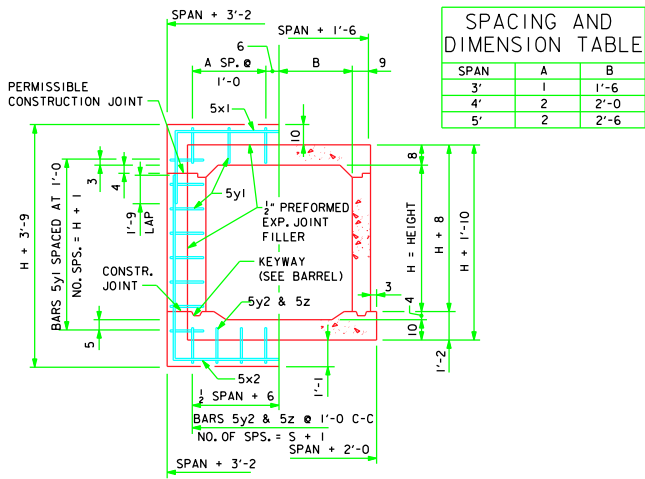 SPAN + 3'-2
SPAN + 1'-6
6
A SP. @
1'-0
B
9
PERMISSIBLE
CONSTRUCTION JOINT
5x1
10
8
3
4
1'-9
LAP
5y1
1/2" PREFORMED
EXP. JOINT
FILLER
H + 3'-9
BARS 5y1 SPACED AT 1'-0
NO. SPS. = H + 1
H = HEIGHT
H + 8
H + 1'-10
CONSTR.
JOINT
KEYWAY
(SEE BARREL)
3
4
5y2 & 5z
5
10
1'-2
5x2
1'-1
1/2 SPAN + 6
BARS 5y2 & 5z @ 1'-0 C-C
NO. OF SPS. = S + 1
SPAN + 2'-0
SPAN + 3'-2
SPACING AND
DIMENSION TABLE
SPAN A B
3' 1 1'-6
4' 2 2'-0
5' 2 2'-6